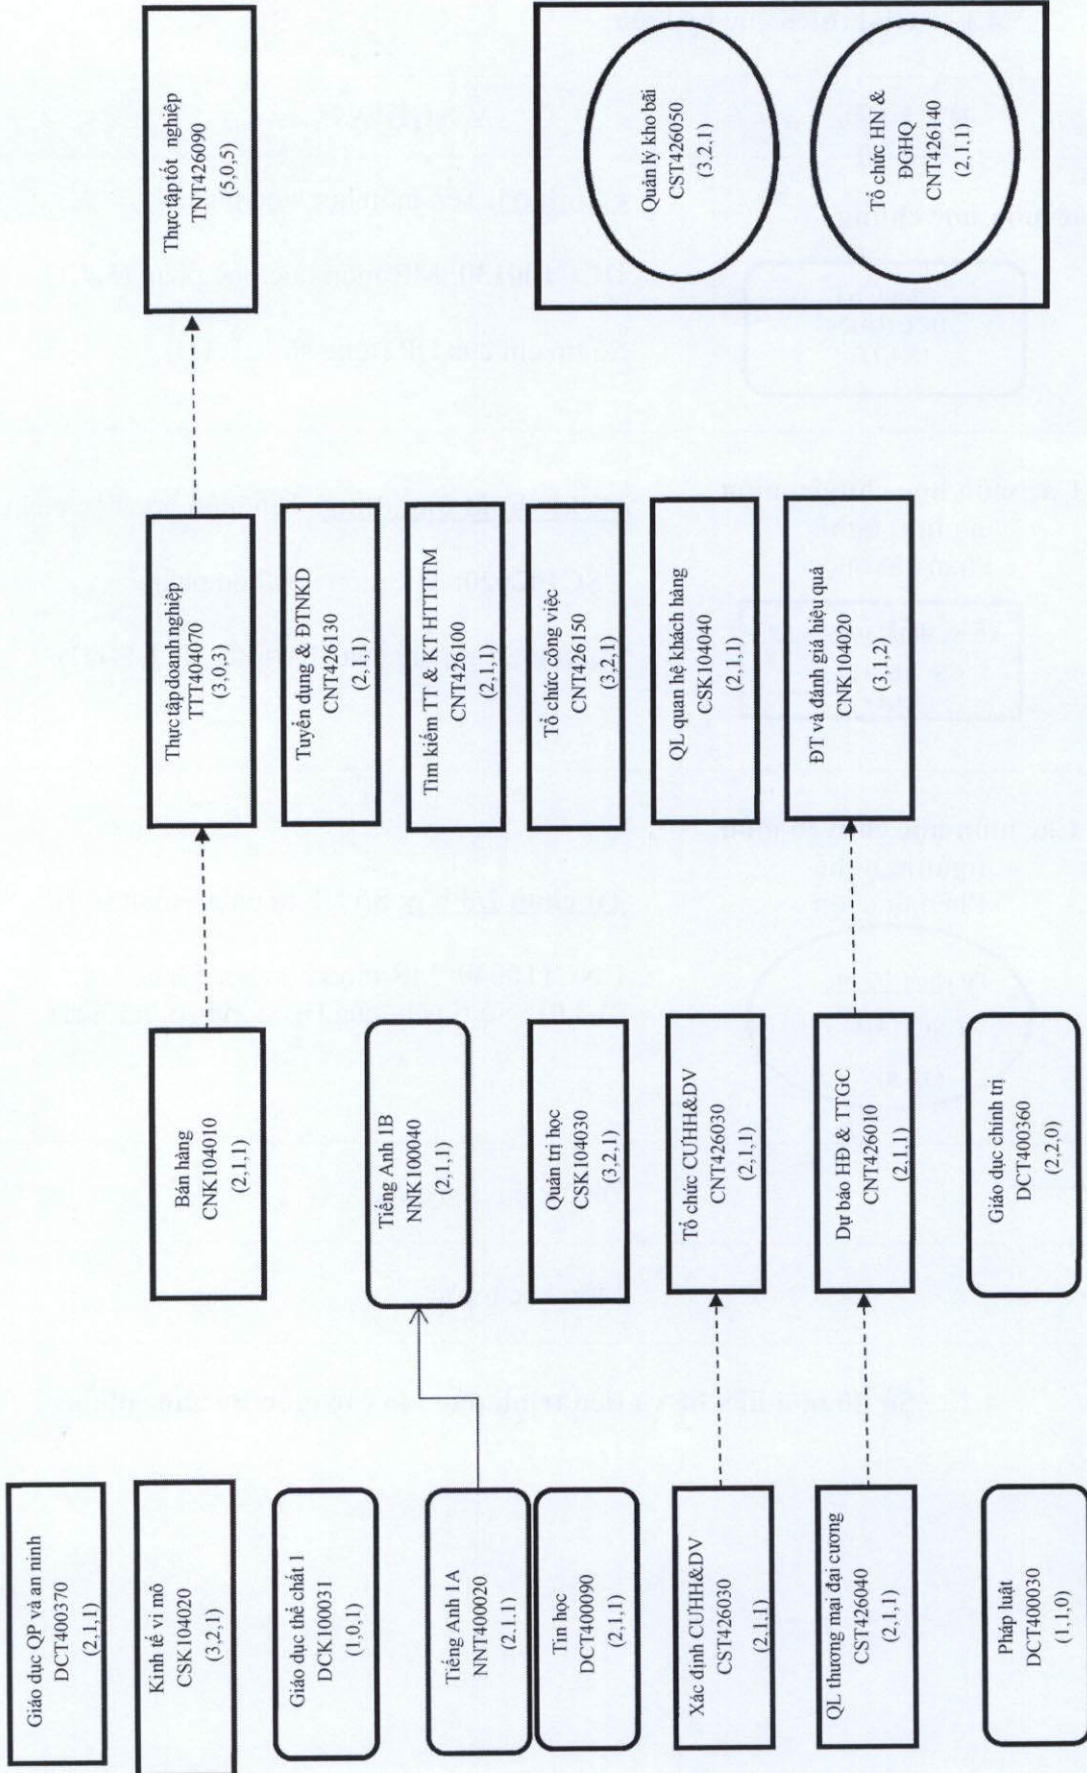 Giáo dục QP và an ninh
DCT400370
(2,1,1)
Kinh tế vi mô
CSK104020
(3,2,1)
Giáo dục thể chất 1
DCK100031
(1,0,1)
Tiếng Anh 1A
NNT400020
(2.1.1)
Tin học
DCT400090
(2,1,1)
Xác định CƯHH&DV
CST426030
(2,1,1)
QL thương mại đại cương
CST426040
(2,1,1)
Pháp luật
DCT400030
(1,1,0)
Bán hàng
CNK104010
(2,1,1)
Tiếng Anh 1B
NNK100040
(2,1,1)
Quản trị học
CSK104030
(3,2,1)
Tổ chức CƯHH&DV
CNT426030
(2,1,1)
Dự báo HĐ & TTGC
CNT426010
(2,1,1)
Giáo dục chính trị
DCT400360
(2,2,0)
Thực tập doanh nghiệp
TTT404070
(3,0,3)
Tuyển dụng & ĐTNKD
CNT426130
(2,1,1)
Tìm kiếm TT & KT HTTTTM
CNT426100
(2,1,1)
Tổ chức công việc
CNT426150
(3,2,1)
QL quan hệ khách hàng
CSK104040
(2,1,1)
ĐT và đánh giá hiệu quả
CNK104020
(3,1,2)
Thực tập tốt nghiệp
TNT426090
(5,0,5)
Quản lý kho bãi
CST426050
(3,2,1)
Tổ chức HN &
ĐGHQ
CNT426140
(2,1,1)